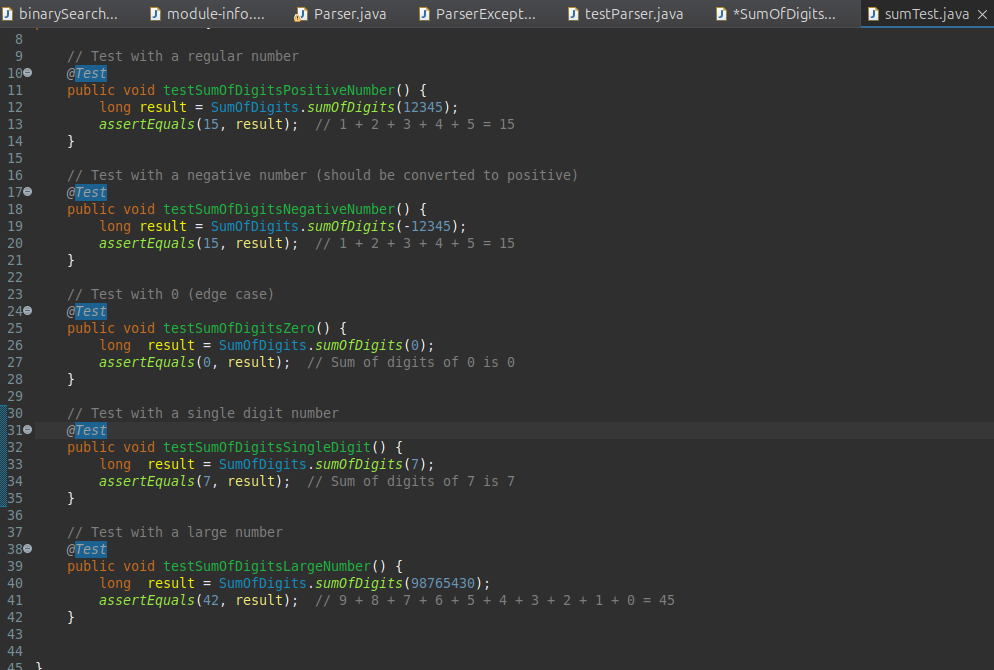 binarySearch... module-info.... Parser.java ParserExcept... testParser.java *SumOfDigits... sumTest.java
8
9 // Test with a regular number
10 @Test
11 public void testSumOfDigitsPositiveNumber() {
12 long result = SumOfDigits.sumOfDigits(12345);
13 assertEquals(15, result); // 1 + 2 + 3 + 4 + 5 = 15
14 }
15
16 // Test with a negative number (should be converted to positive)
17 @Test
18 public void testSumOfDigitsNegativeNumber() {
19 long result = SumOfDigits.sumOfDigits(-12345);
20 assertEquals(15, result); // 1 + 2 + 3 + 4 + 5 = 15
21 }
22
23 // Test with 0 (edge case)
24 @Test
25 public void testSumOfDigitsZero() {
26 long result = SumOfDigits.sumOfDigits(0);
27 assertEquals(0, result); // Sum of digits of 0 is 0
28 }
29
30 // Test with a single digit number
31 @Test
32 public void testSumOfDigitsSingleDigit() {
33 long result = SumOfDigits.sumOfDigits(7);
34 assertEquals(7, result); // Sum of digits of 7 is 7
35 }
36
37 // Test with a large number
38 @Test
39 public void testSumOfDigitsLargeNumber() {
40 long result = SumOfDigits.sumOfDigits(98765430);
41 assertEquals(42, result); // 9 + 8 + 7 + 6 + 5 + 4 + 3 + 2 + 1 + 0 = 45
42 }
43
44
45 }